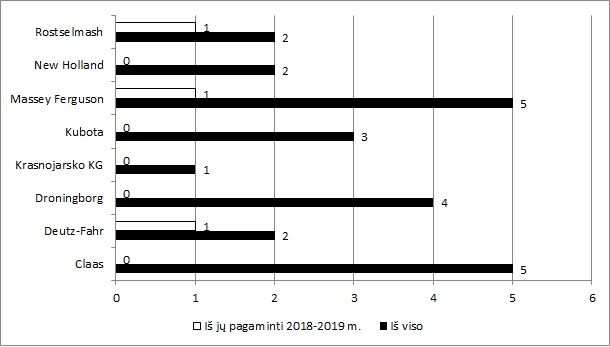 Rostselmash 1
2
New Holland 0
2
Massey Ferguson 1
5
Kubota 0
3
Krasnojarsko KG 0
1
Droningborg 0
4
Deutz-Fahr 1
2
Claas 0
5
0 1 2 3 4 5 6
Iš jų pagaminti 2018-2019 m. Iš viso